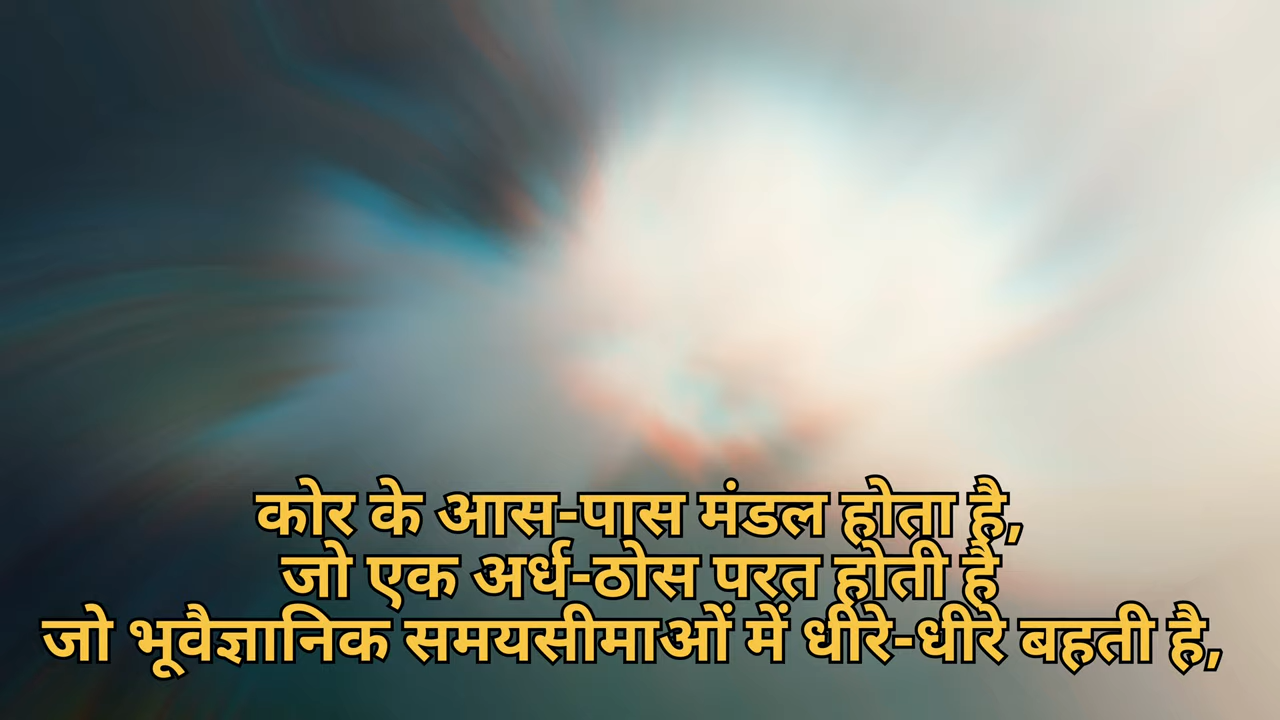 कोर के आस-पास मंडल होता है,
जो एक अर्ध-ठोस परत होती है
जो भूवैज्ञानिक समयसीमाओं में धीरे-धीरे बहती है,